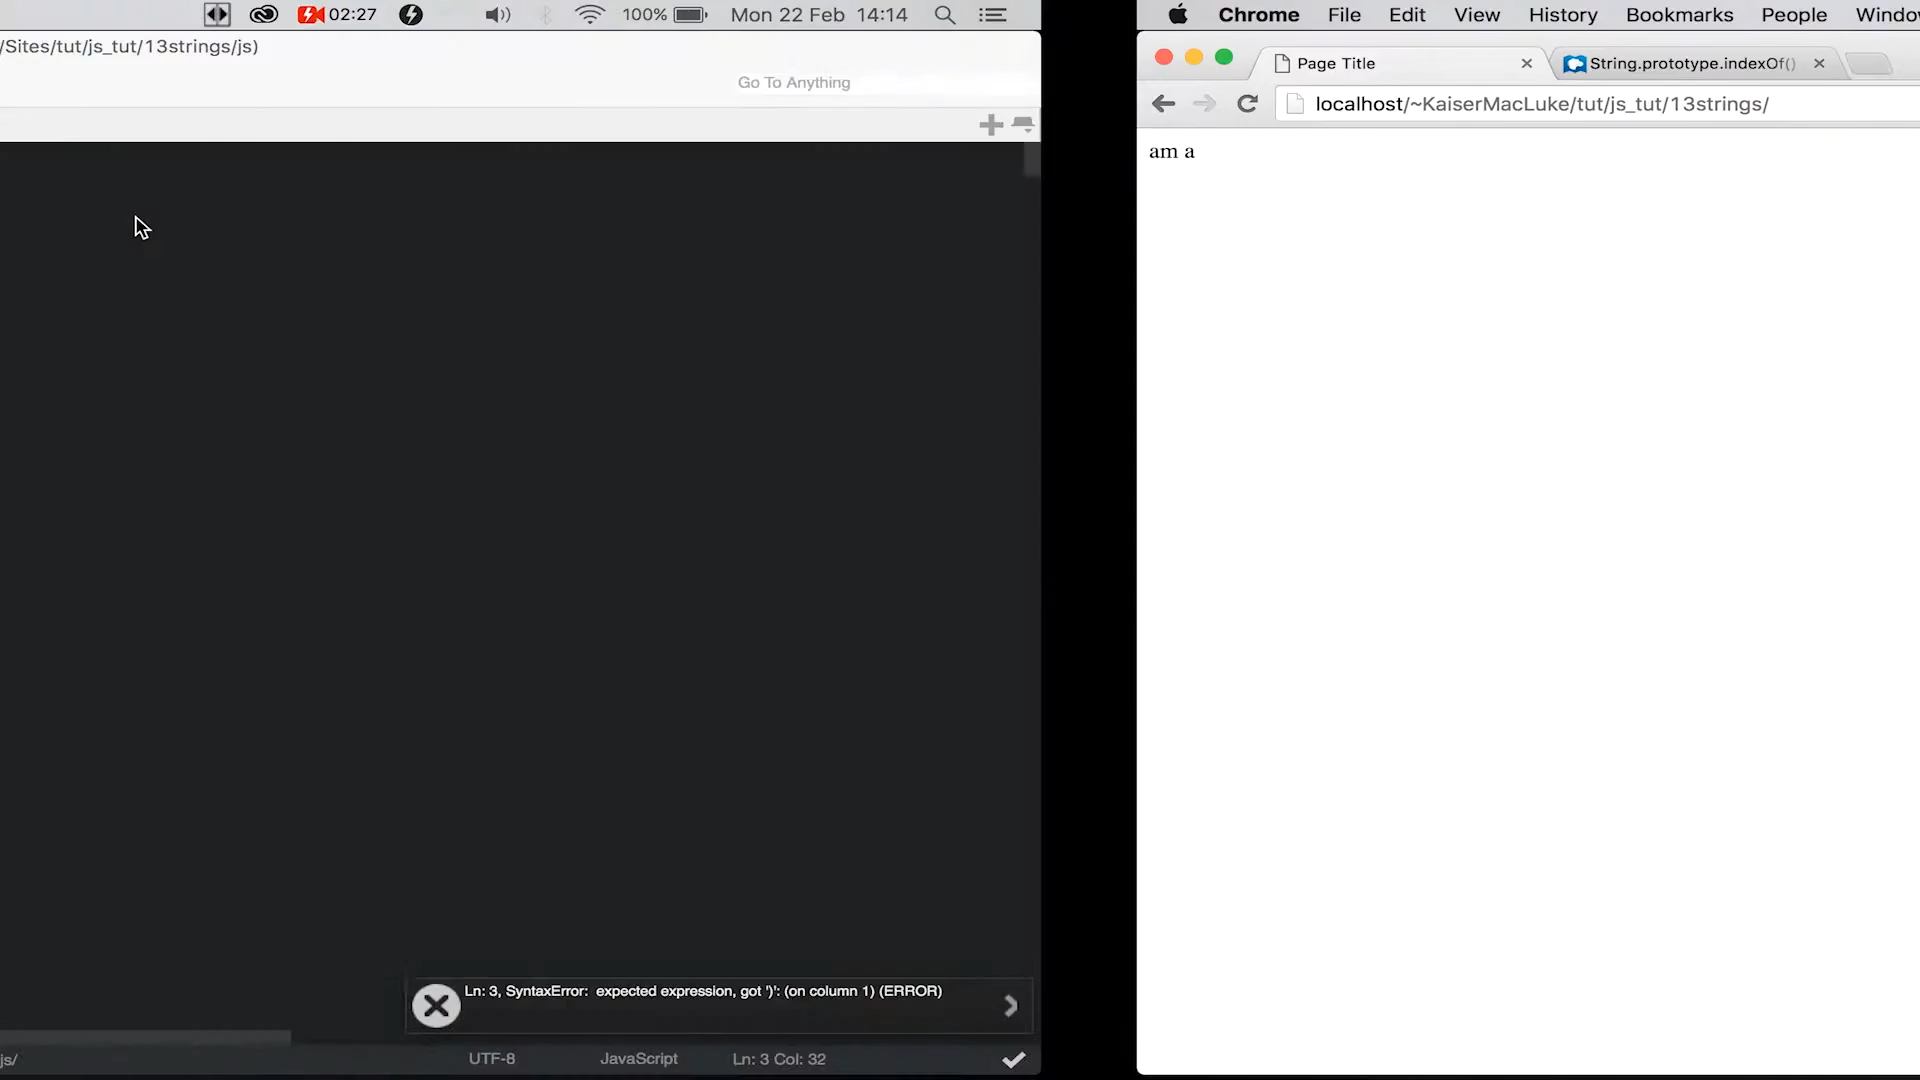 02:27 100% Mon 22 Feb 14:14
/Sites/tut/js_tut/13strings/js)
Go To Anything
Ln: 3, SyntaxError: expected expression, got ')': (on column 1) (ERROR)
js/ UTF-8 JavaScript Ln: 3 Col: 32
Chrome File Edit View History Bookmarks People Windo
Page Title String.prototype.indexOf()
localhost/~KaiserMacLuke/tut/js_tut/13strings/
am a